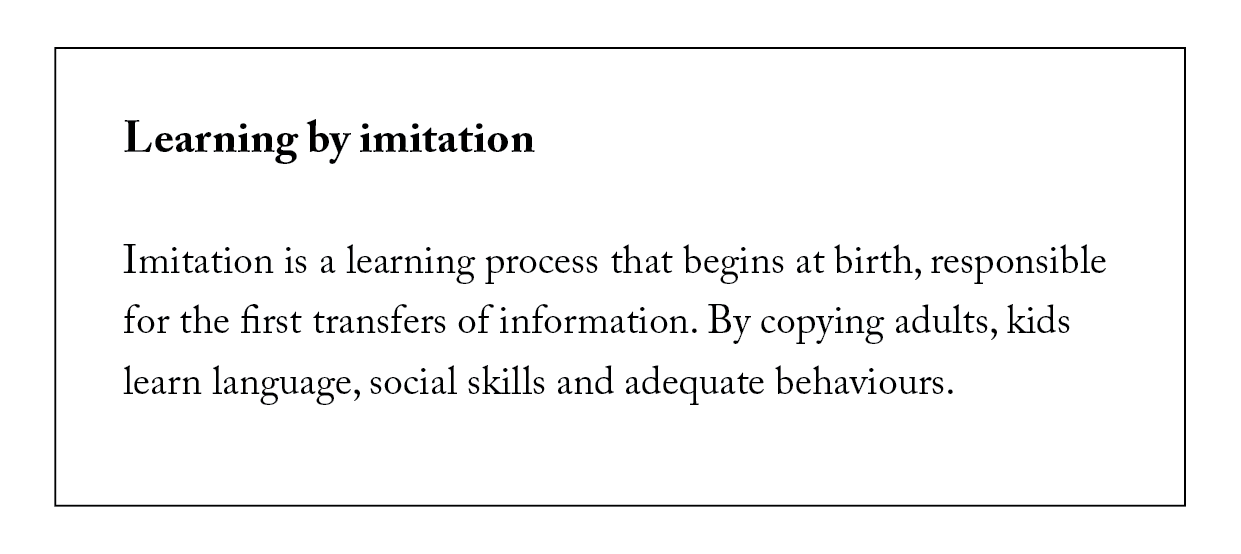 Learning by imitation
Imitation is a learning process that begins at birth, responsible
for the first transfers of information. By copying adults, kids
learn language, social skills and adequate behaviours.